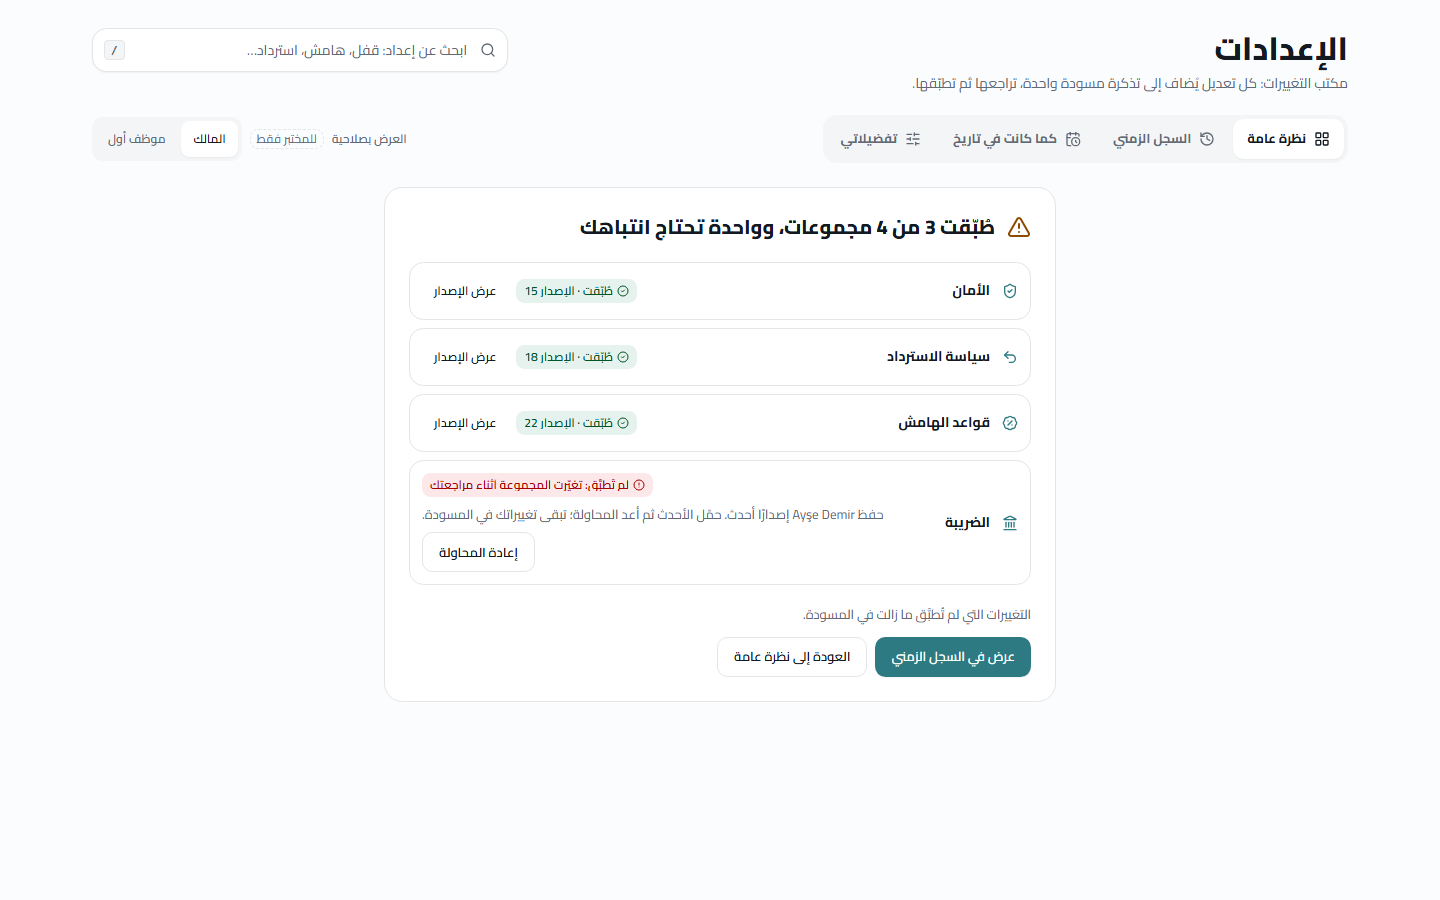 الإعدادات
مكتب التغييرات: كل تعديل يُضاف إلى تذكرة مسودة واحدة، تراجعها ثم تطبّقها.
ابحث عن إعداد: قفل، هامش، استرداد...
/
نظرة عامة
السجل الزمني
كما كانت في تاريخ
تفضيلاتي
العرض بصلاحية
للمختبر فقط
المالك
موظف أول
طُبّقت 3 من 4 مجموعات، وواحدة تحتاج انتباهك
الأمان
طُبّقت · الإصدار 15
عرض الإصدار
سياسة الاسترداد
طُبّقت · الإصدار 18
عرض الإصدار
قواعد الهامش
طُبّقت · الإصدار 22
عرض الإصدار
الضريبة
لم تُطبَّق: تغيّرت المجموعة أثناء مراجعتك
حفظ Ayşe Demir إصدارًا أحدث. حمّل الأحدث ثم أعد المحاولة؛ تبقى تغييراتك في المسودة.
إعادة المحاولة
التغييرات التي لم تُطبَّق ما زالت في المسودة.
عرض في السجل الزمني
العودة إلى نظرة عامة